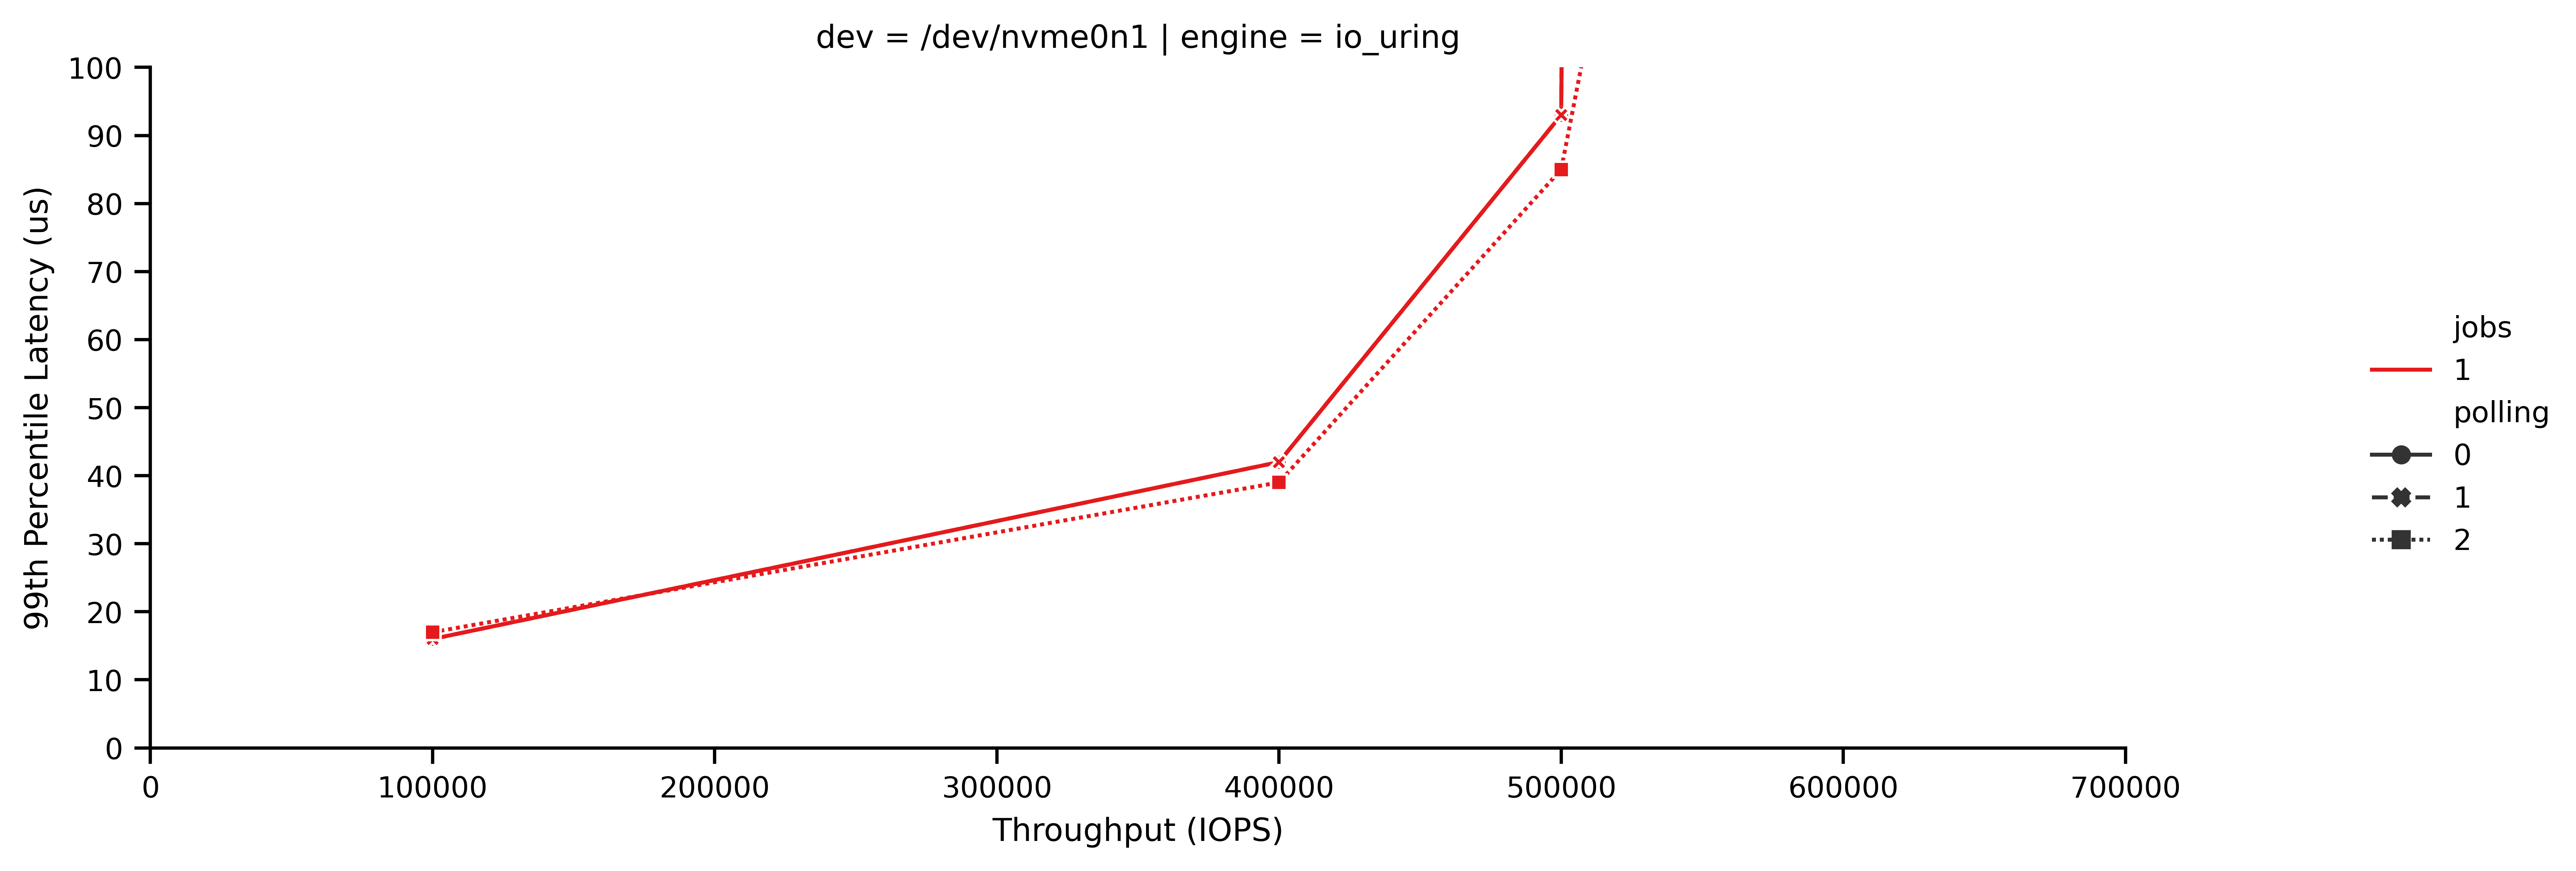 dev = /dev/nvme0n1 | engine = io_uring
100
90
80
70
60
50
40
30
20
10
0
99th Percentile Latency (us)
0 100000 200000 300000 400000 500000 600000 700000
Throughput (IOPS)
jobs
1
polling
0
1
2